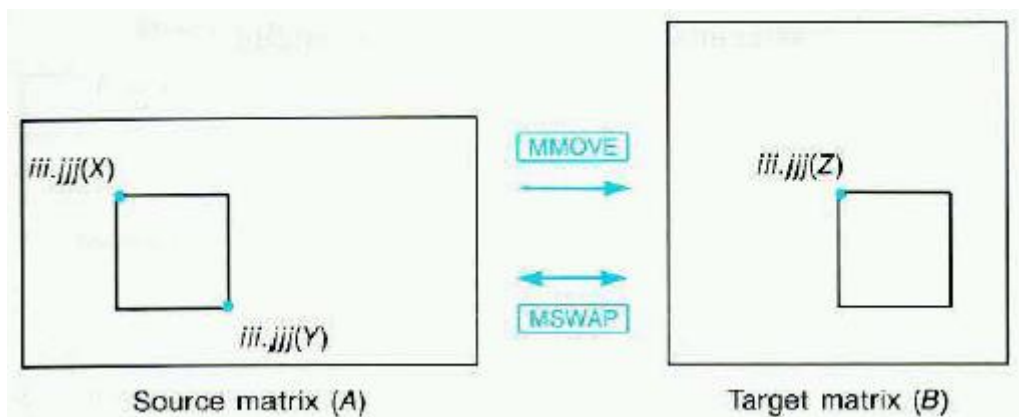 MMOVE
iii.jjj(X)
iii.jjj(Z)
MSWAP
iii.jjj(Y)
Source matrix (A)
Target matrix (B)